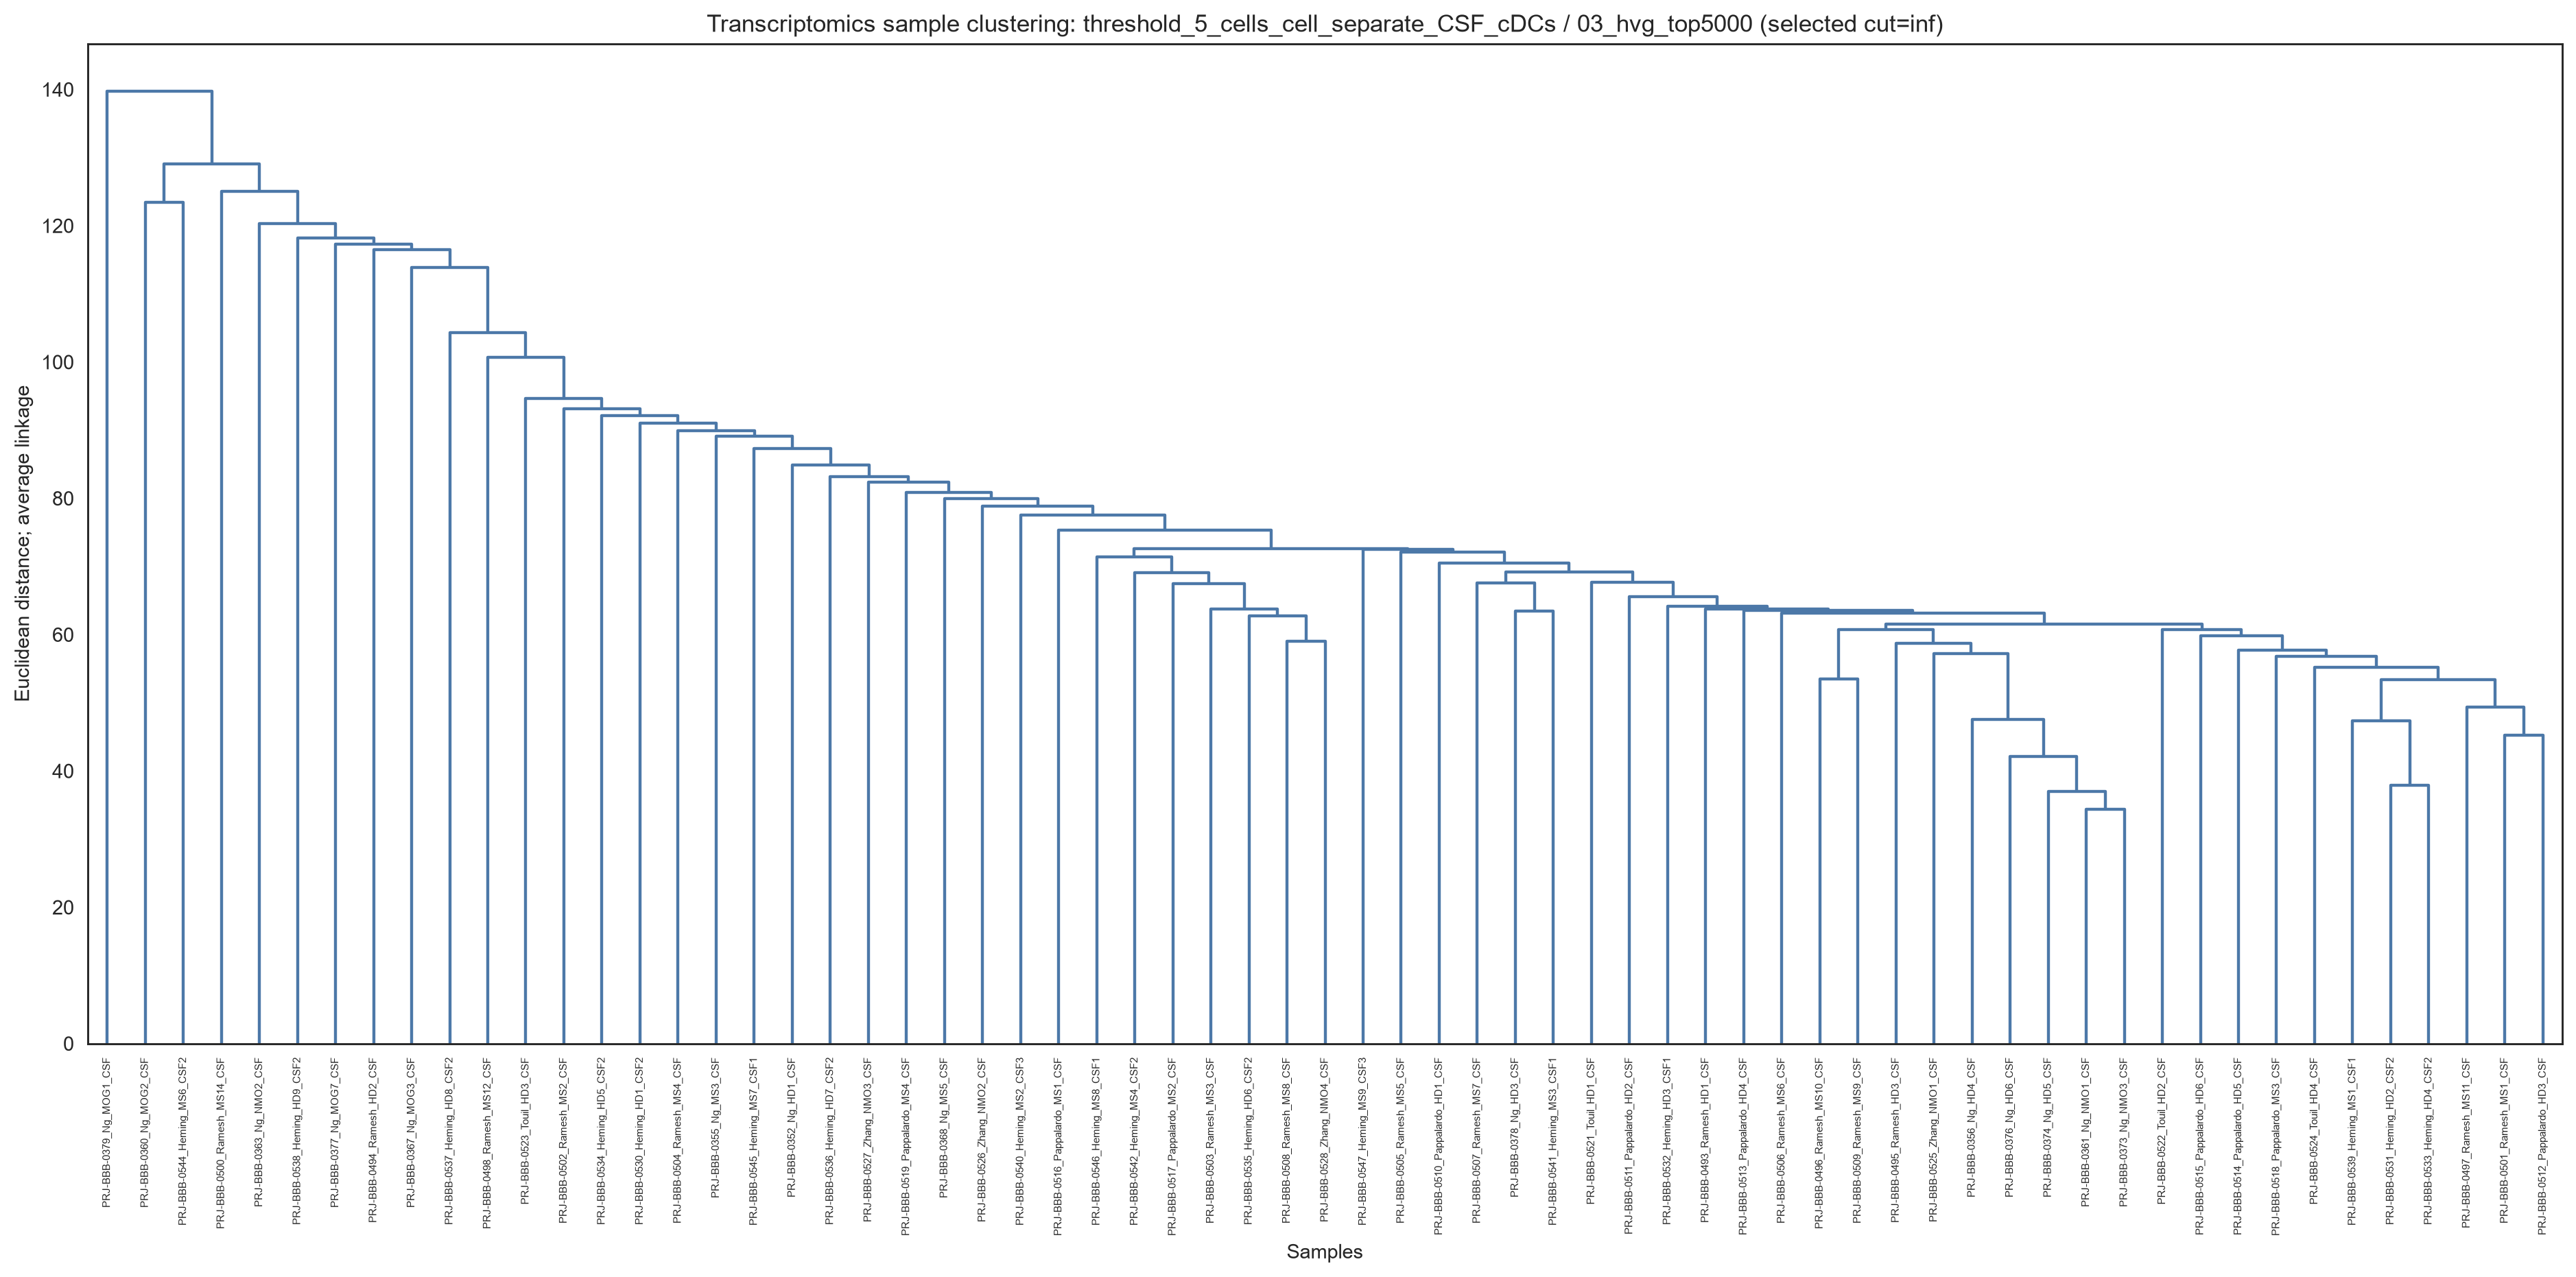 Transcriptomics sample clustering: threshold_5_cells_cell_separate_CSF_cDCs / 03_hvg_top5000 (selected cut=inf)
Euclidean distance; average linkage
140
120
100
80
60
40
20
0
PRJ-BBB-0379_Ng_MOG1_CSF
PRJ-BBB-0360_Ng_MOG2_CSF
PRJ-BBB-0544_Heming_MS6_CSF2
PRJ-BBB-0500_Ramesh_MS14_CSF
PRJ-BBB-0363_Ng_NMO2_CSF
PRJ-BBB-0538_Heming_HD9_CSF2
PRJ-BBB-0377_Ng_MOG7_CSF
PRJ-BBB-0494_Ramesh_HD2_CSF
PRJ-BBB-0367_Ng_MOG3_CSF
PRJ-BBB-0537_Heming_HD8_CSF2
PRJ-BBB-0498_Ramesh_MS12_CSF
PRJ-BBB-0523_Touil_HD3_CSF
PRJ-BBB-0502_Ramesh_MS2_CSF
PRJ-BBB-0534_Heming_HD5_CSF2
PRJ-BBB-0530_Heming_HD1_CSF2
PRJ-BBB-0504_Ramesh_MS4_CSF
PRJ-BBB-0355_Ng_MS3_CSF
PRJ-BBB-0545_Heming_MS7_CSF1
PRJ-BBB-0352_Ng_HD1_CSF
PRJ-BBB-0536_Heming_HD7_CSF2
PRJ-BBB-0527_Zhang_NMO3_CSF
PRJ-BBB-0519_Pappalardo_MS4_CSF
PRJ-BBB-0368_Ng_MS5_CSF
PRJ-BBB-0526_Zhang_NMO2_CSF
PRJ-BBB-0540_Heming_MS2_CSF3
PRJ-BBB-0516_Pappalardo_MS1_CSF
PRJ-BBB-0546_Heming_MS8_CSF1
PRJ-BBB-0542_Heming_MS4_CSF2
PRJ-BBB-0517_Pappalardo_MS2_CSF
PRJ-BBB-0503_Ramesh_MS3_CSF
PRJ-BBB-0535_Heming_HD6_CSF2
PRJ-BBB-0508_Ramesh_MS8_CSF
PRJ-BBB-0528_Zhang_NMO4_CSF
PRJ-BBB-0547_Heming_MS9_CSF3
PRJ-BBB-0505_Ramesh_MS5_CSF
PRJ-BBB-0510_Pappalardo_HD1_CSF
PRJ-BBB-0507_Ramesh_MS7_CSF
PRJ-BBB-0378_Ng_HD3_CSF
PRJ-BBB-0541_Heming_MS3_CSF1
PRJ-BBB-0521_Touil_HD1_CSF
PRJ-BBB-0511_Pappalardo_HD2_CSF
PRJ-BBB-0532_Heming_HD3_CSF1
PRJ-BBB-0493_Ramesh_HD1_CSF
PRJ-BBB-0513_Pappalardo_HD4_CSF
PRJ-BBB-0506_Ramesh_MS6_CSF
PRJ-BBB-0496_Ramesh_MS10_CSF
PRJ-BBB-0509_Ramesh_MS9_CSF
PRJ-BBB-0495_Ramesh_HD3_CSF
PRJ-BBB-0525_Zhang_NMO1_CSF
PRJ-BBB-0356_Ng_HD4_CSF
PRJ-BBB-0376_Ng_HD6_CSF
PRJ-BBB-0374_Ng_HD5_CSF
PRJ-BBB-0361_Ng_NMO1_CSF
PRJ-BBB-0373_Ng_NMO3_CSF
PRJ-BBB-0522_Touil_HD2_CSF
PRJ-BBB-0515_Pappalardo_HD6_CSF
PRJ-BBB-0514_Pappalardo_HD5_CSF
PRJ-BBB-0518_Pappalardo_MS3_CSF
PRJ-BBB-0524_Touil_HD4_CSF
PRJ-BBB-0539_Heming_MS1_CSF1
PRJ-BBB-0531_Heming_HD2_CSF2
PRJ-BBB-0533_Heming_HD4_CSF2
PRJ-BBB-0497_Ramesh_MS11_CSF
PRJ-BBB-0501_Ramesh_MS1_CSF
PRJ-BBB-0512_Pappalardo_HD3_CSF
Samples